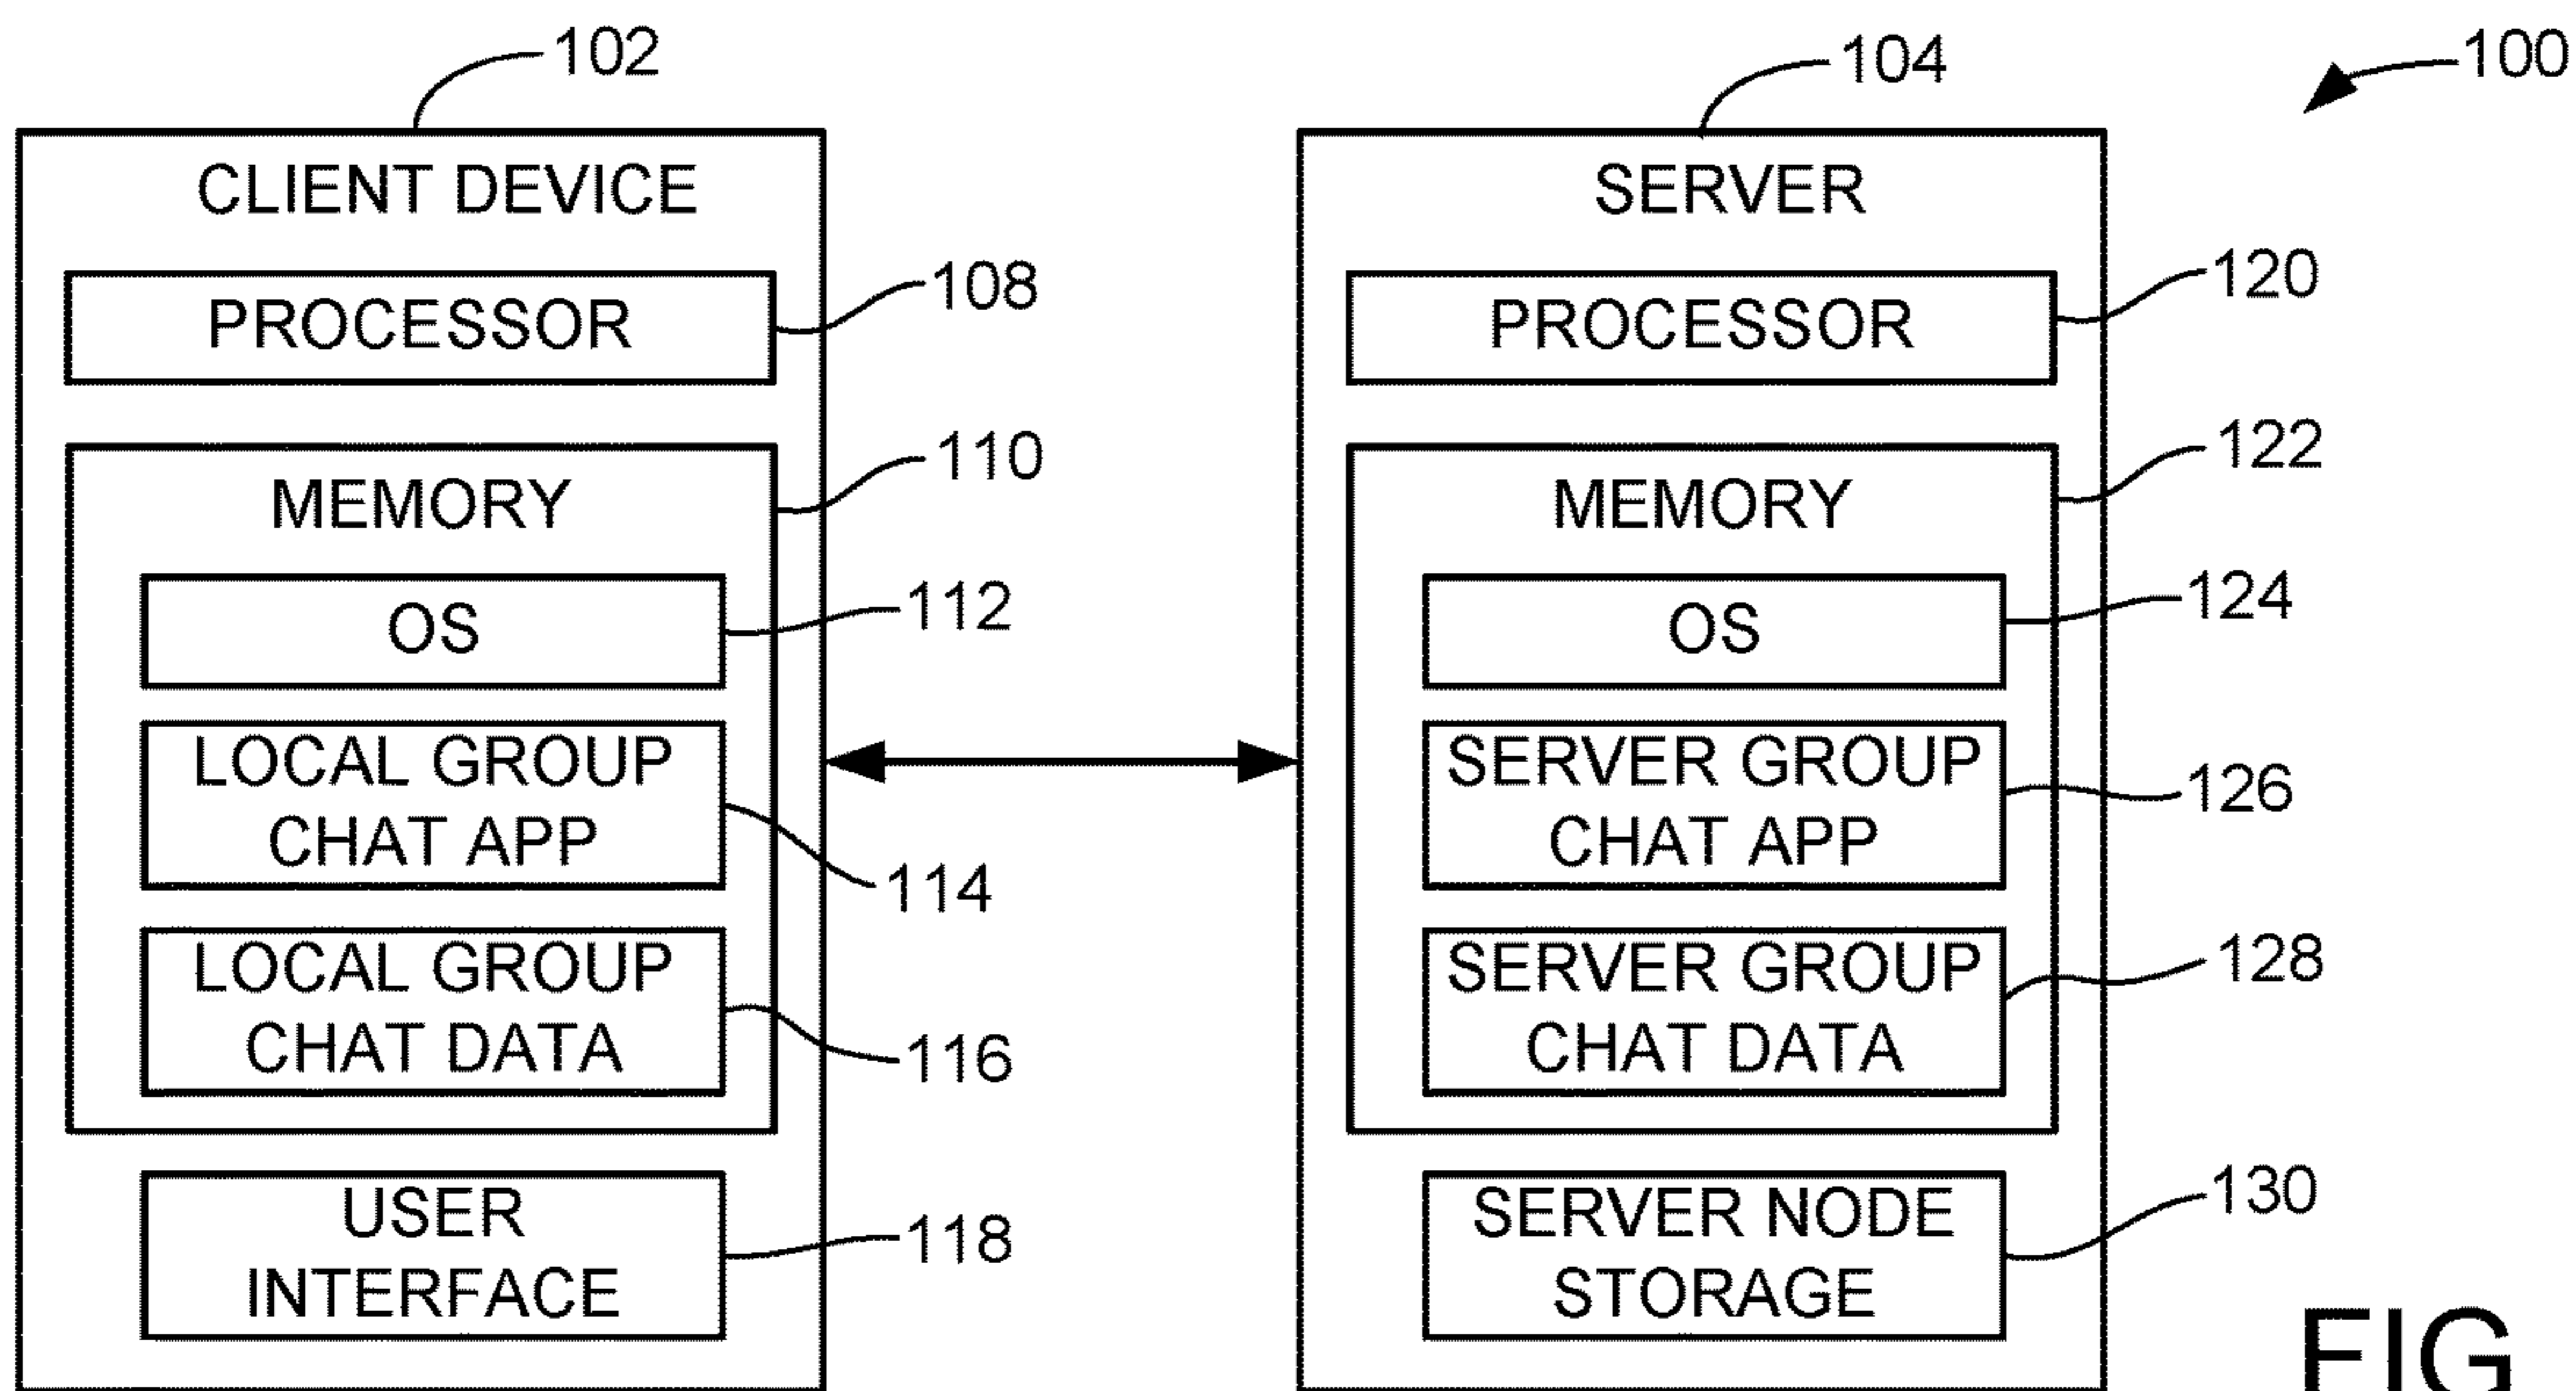 102
104
100
CLIENT DEVICE
SERVER
PROCESSOR
108
PROCESSOR
120
MEMORY
110
MEMORY
122
OS
112
OS
124
LOCAL GROUP
CHAT APP
114
SERVER GROUP
CHAT APP
126
LOCAL GROUP
CHAT DATA
116
SERVER GROUP
CHAT DATA
128
USER
INTERFACE
118
SERVER NODE
STORAGE
130
FIG